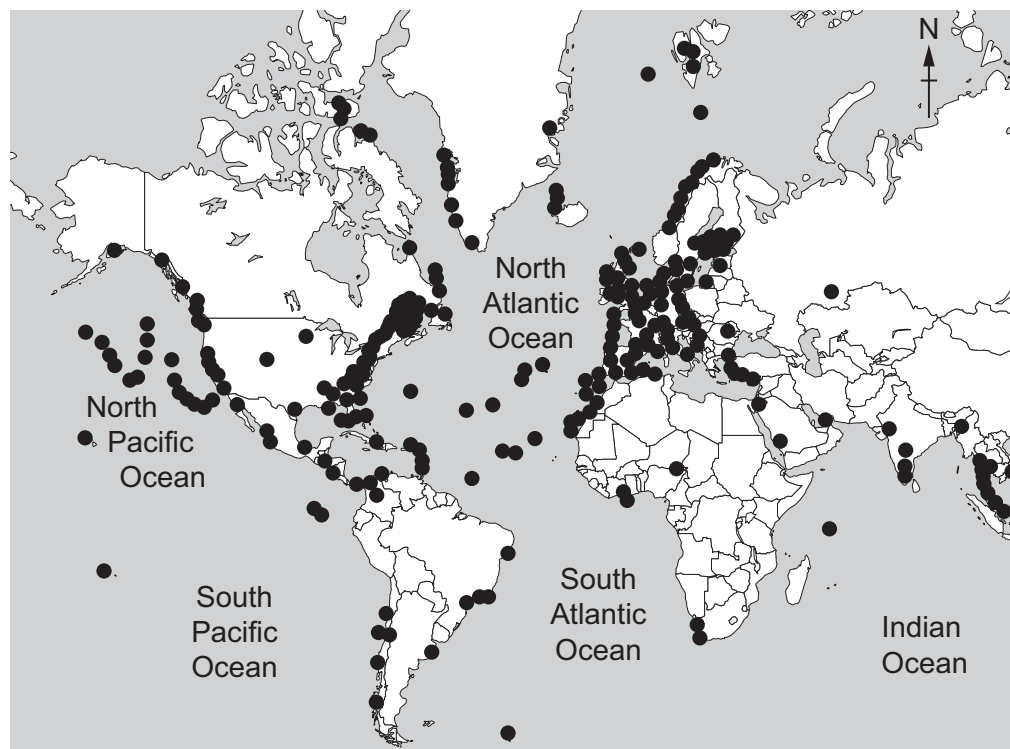 N
North
Atlantic
Ocean
North
Pacific
Ocean
South
Pacific
Ocean
South
Atlantic
Ocean
Indian
Ocean